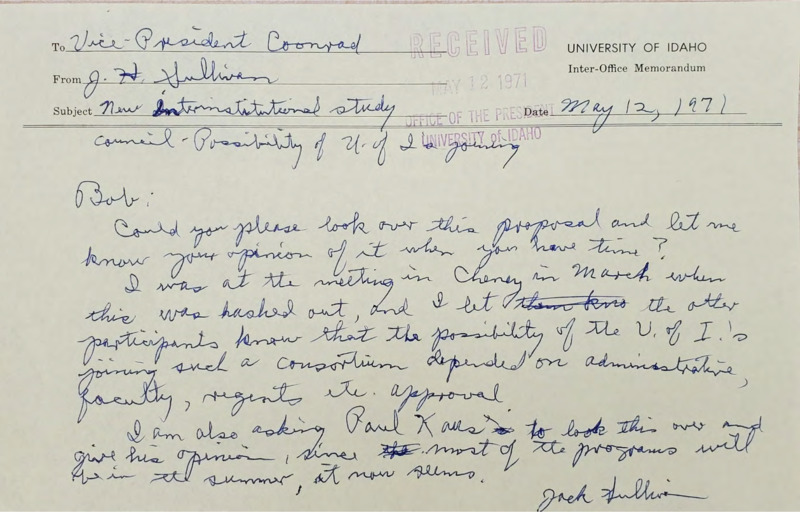 To Vice-President Coonrad
RECEIVED
UNIVERSITY OF IDAHO
From J. H. Sullivan
MAY 12 1971
Inter-Office Memorandum
Subject New Interinstitutional study
OFFICE OF THE PRESIDENT
Date May 12, 1971
UNIVERSITY of IDAHO
council - Possibility of U. of I's joining
Bob:
Could you please look over this proposal and let me
know your opinion of it when you have time?
I was at the meeting in Cheney in March when
this was hashed out, and I let the other
participants know that the possibility of the U. of I.'s
joining such a consortium depended on administrative,
faculty, regents etc. approval.
I am also asking Paul to look this over and
give his opinion, since most of the programs will
be in the summer, it now seems.
Jack Sullivan